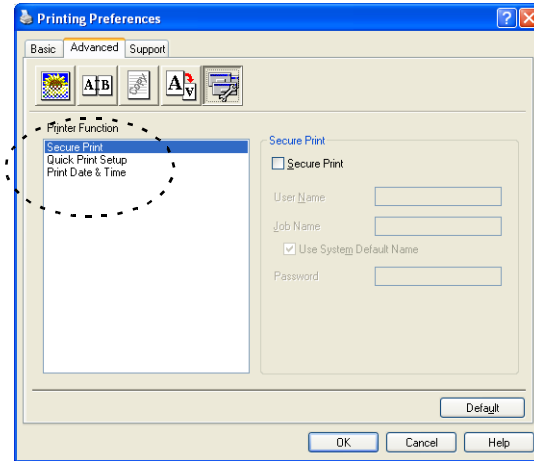 Printing Preferences
Basic Advanced Support
A B A V
Printer Function
Secure Print
Quick Print Setup
Print Date & Time
Secure Print
Secure Print
User Name
Job Name
Use System Default Name
Password
Default
OK Cancel Help